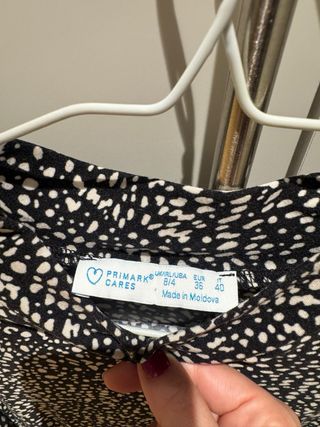 PRIMARK®
CARES
UK/IRL/USA EUR IT
8/4 36 40
Made in Moldova